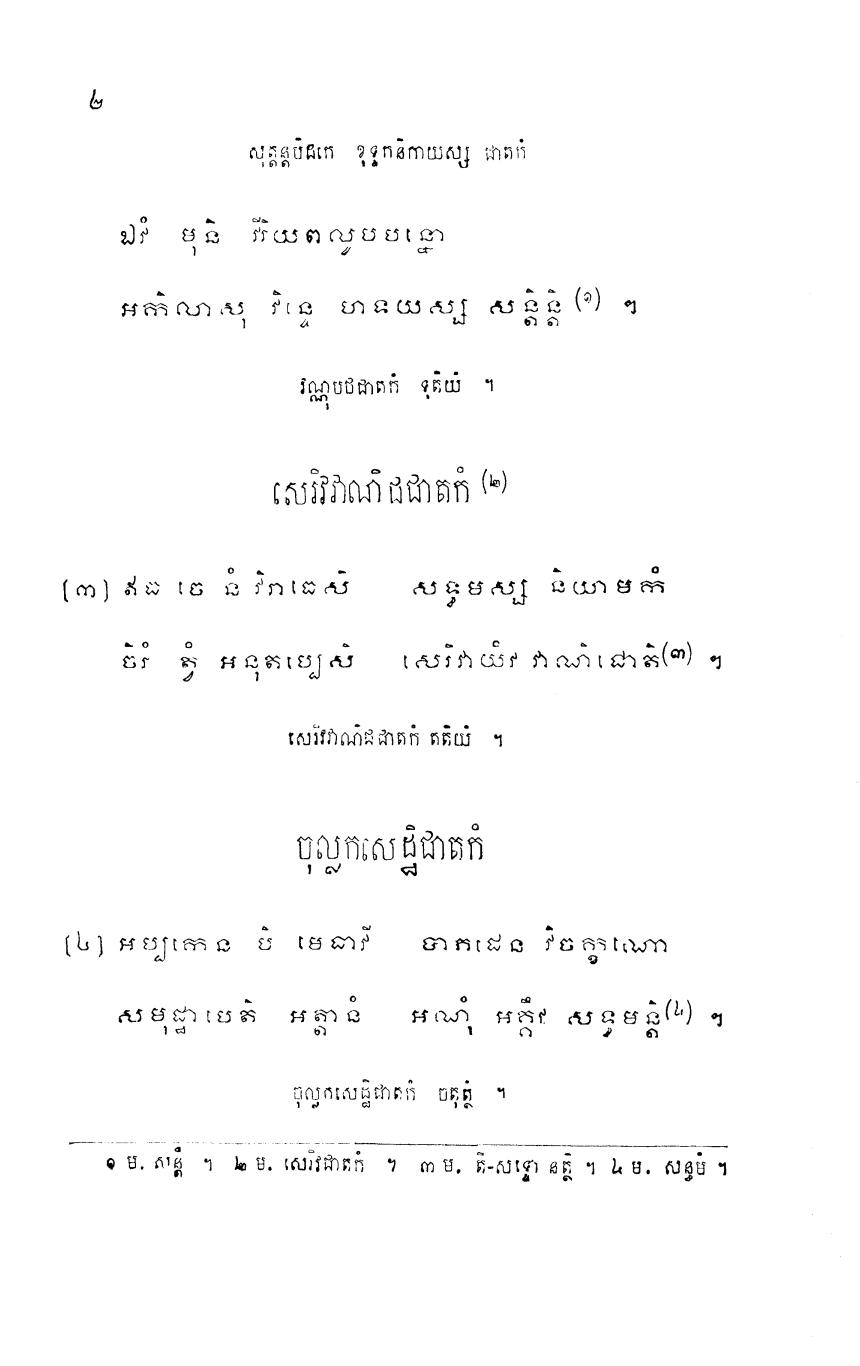 ២
សុត្តន្តបិដកេ ខុទ្ទកនិកាយស្ស ជាតកំ
ឯវំ មុនិ វីរិយពលូបបន្នោ
អកិលាសុ វិន្ទេ ហទយស្ស សន្តិន្តិ (១) ។
វណ្ណុបថជាតកំ ទុតិយំ ។
សេរិវវាណិជជាតកំ (២)
(៣) ឥធ ចេ នំ វិរាធេសិ សទ្ធម្មស្ស និយាមកំ
ចិរំ ត្វំ អនុតប្បេសិ សេរិវាយំវ វាណិជោតិ(៣) ។
សេរិវវាណិជជាតកំ តតិយំ ។
ចុល្លកសេដ្ឋិជាតកំ
(៤) អប្បកេន បិ មេធាវី បាភដេន វិចក្ខណោ
សមុដ្ឋាបេតិ អត្តានំ អណុំ អគ្គឹវ សន្ធមន្តិ(៤) ។
ចុល្លកសេដ្ឋិជាតកំ ចតុត្ថំ ។
១ ម. សន្តឹ ។ ២ ម. សេរិវជាតកំ ។ ៣ ម. តិ-សទ្ទោ នត្ថិ ។ ៤ ម. សន្ធមំ ។